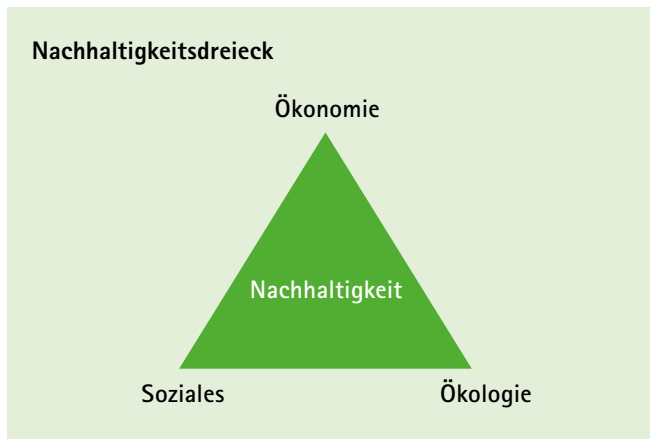 Nachhaltigkeitsdreieck
Ökonomie
Nachhaltigkeit
Soziales
Ökologie